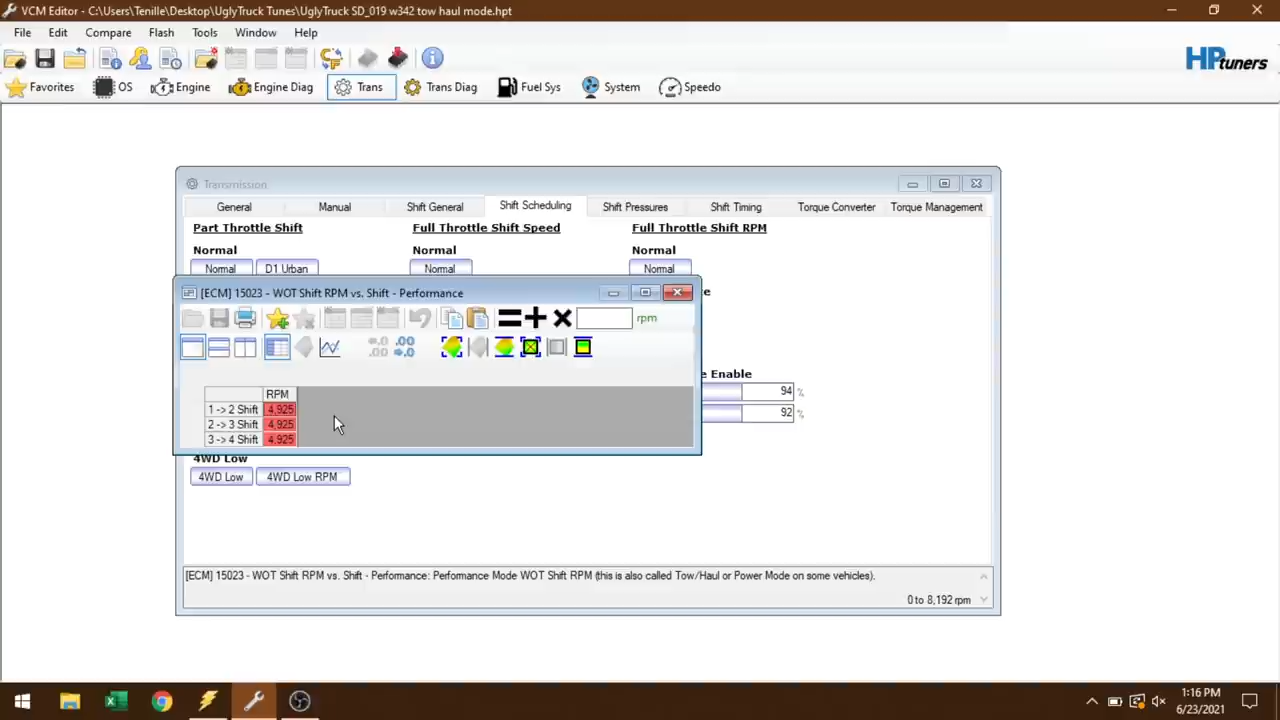 VCM Editor - C:\Users\Tenille\Desktop\UglyTruck Tunes\UglyTruck SD_019 w342 tow haul mode.hpt
File Edit Compare Flash Tools Window Help
HPtuners
Favorites OS Engine Engine Diag Trans Trans Diag Fuel Sys System Speedo
Transmission
General Manual Shift General Shift Scheduling Shift Pressures Shift Timing Torque Converter Torque Management
Part Throttle Shift Full Throttle Shift Speed Full Throttle Shift RPM
Normal Normal Normal
Normal D1 Urban Normal Normal
[ECM] 15023 - WOT Shift RPM vs. Shift - Performance
rpm
e Enable
RPM
94 %
1 -> 2 Shift 4,925
92 %
2 -> 3 Shift 4,925
3 -> 4 Shift 4,925
4WD Low
4WD Low 4WD Low RPM
[ECM] 15023 - WOT Shift RPM vs. Shift - Performance: Performance Mode WOT Shift RPM (this is also called Tow/Haul or Power Mode on some vehicles).
0 to 8,192 rpm
1:16 PM
6/23/2021